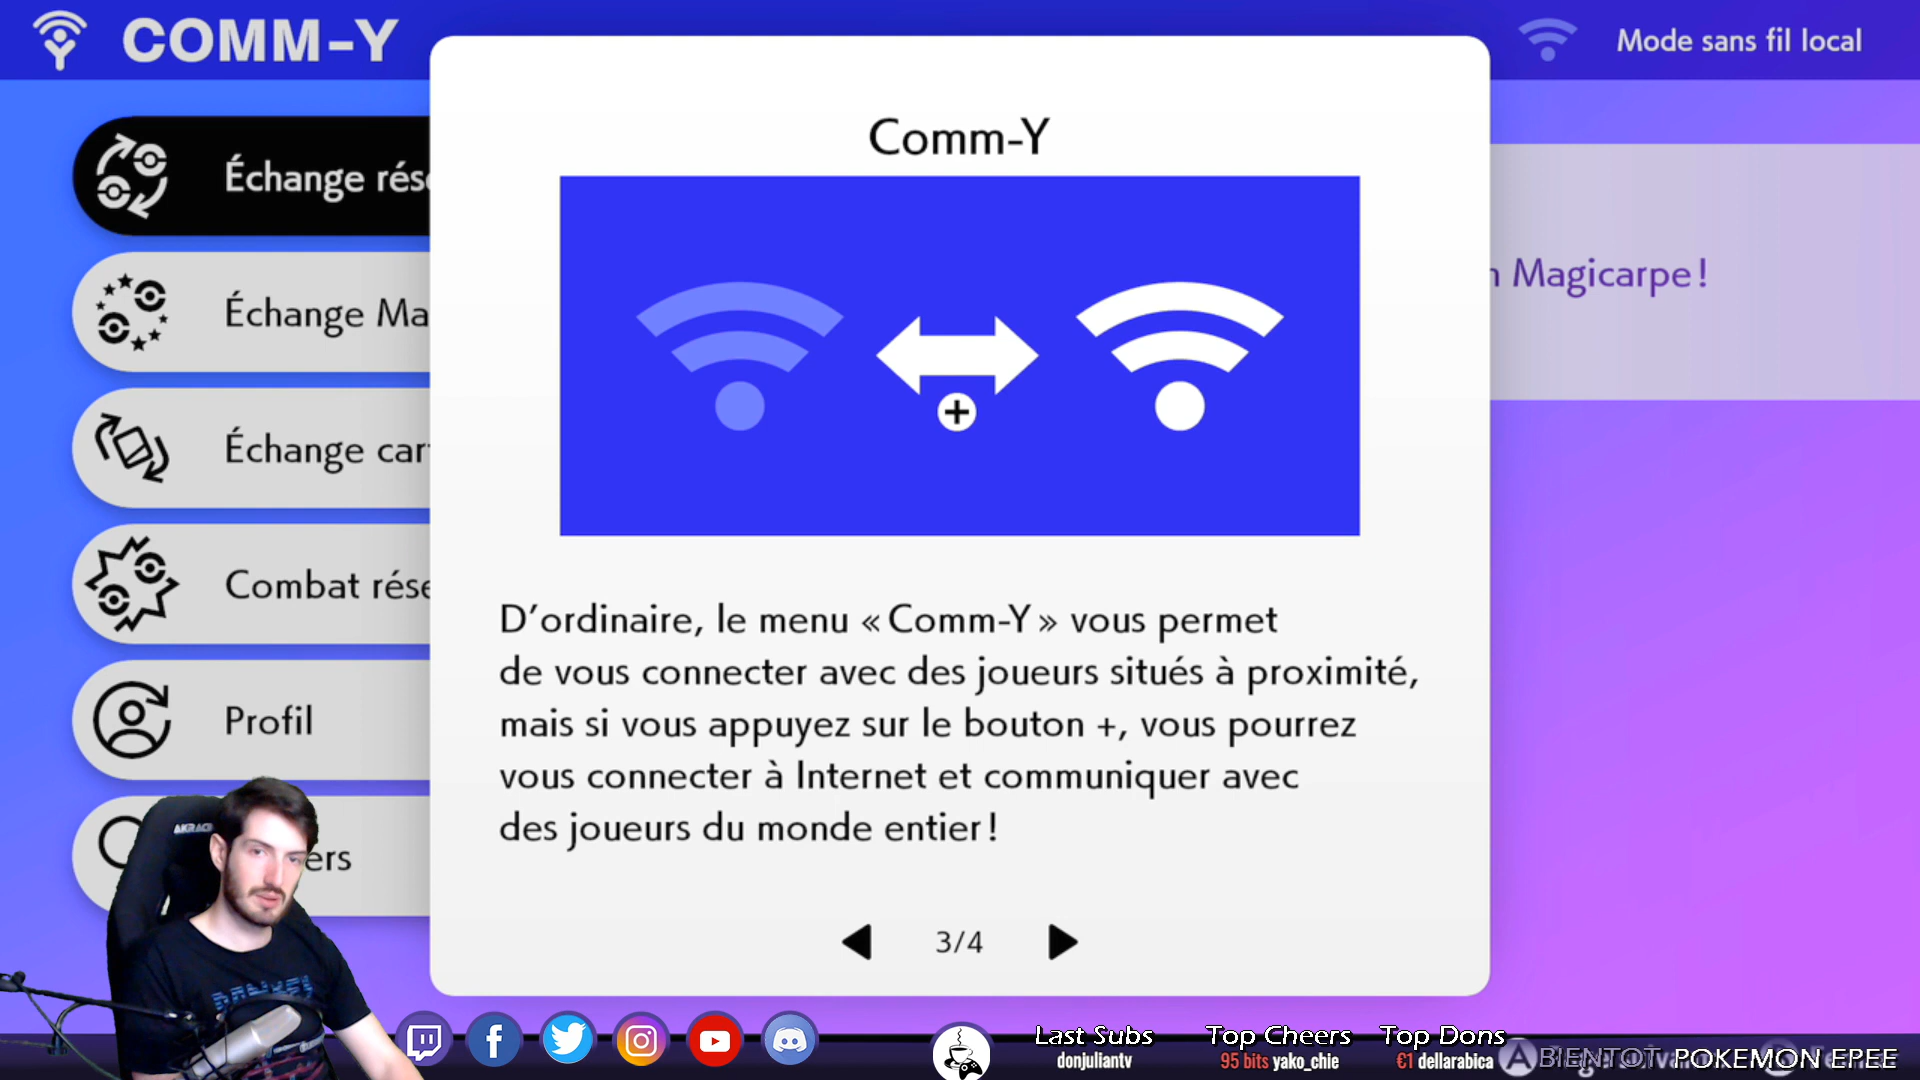 COMM-Y
Mode sans fil local
Comm-Y
Échange rés
Échange Ma
Échange car
Combat rése
Profil
ers
n Magicarpe !
D'ordinaire, le menu « Comm-Y » vous permet
de vous connecter avec des joueurs situés à proximité,
mais si vous appuyez sur le bouton +, vous pourrez
vous connecter à Internet et communiquer avec
des joueurs du monde entier !
3/4
AKRACING
Last Subs
donjuliantv
Top Cheers
95 bits yako_chie
Top Dons
€1 dellarabica
A
BIENTOT POKEMON EPEE